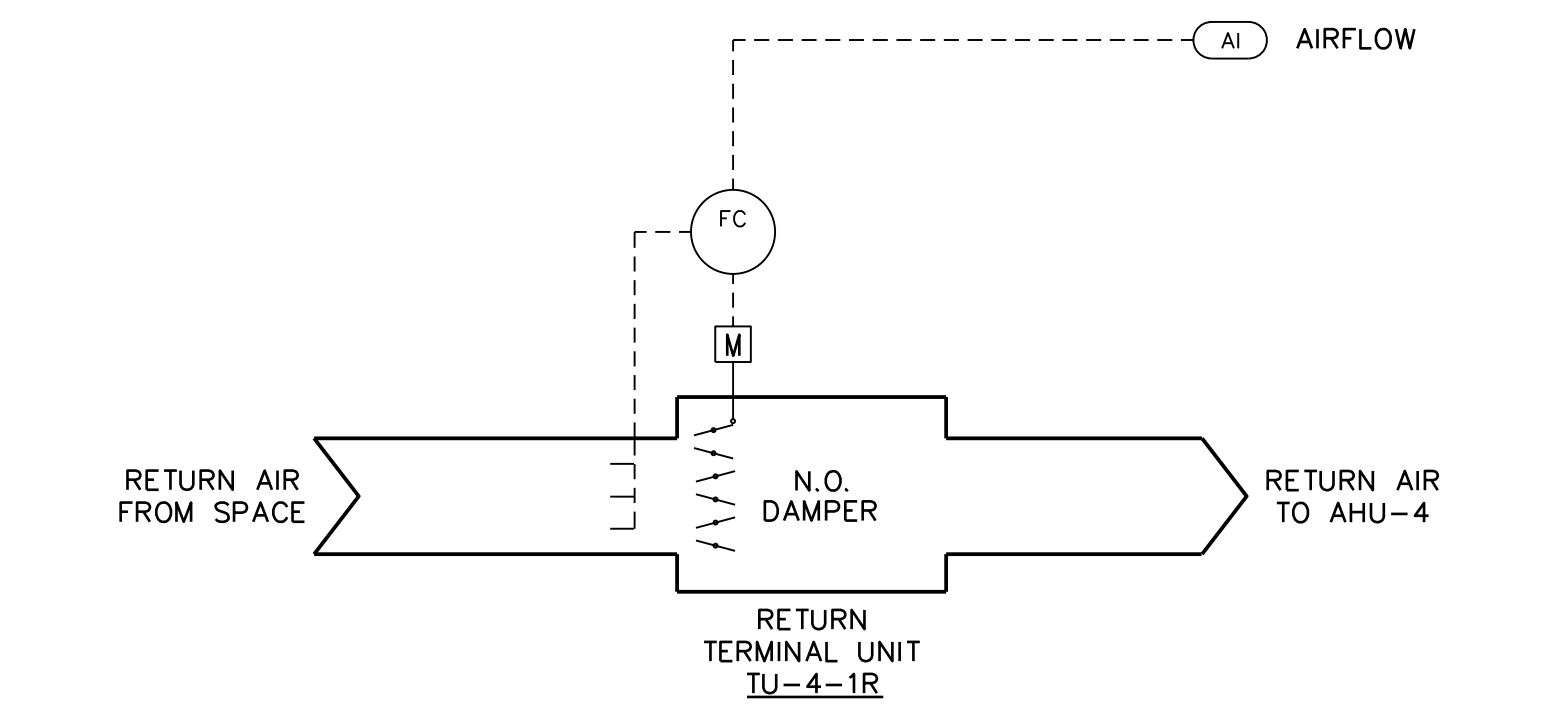 AI
AIRFLOW
FC
M
RETURN AIR
FROM SPACE
N.O.
DAMPER
RETURN AIR
TO AHU-4
RETURN
TERMINAL UNIT
TU-4-1R